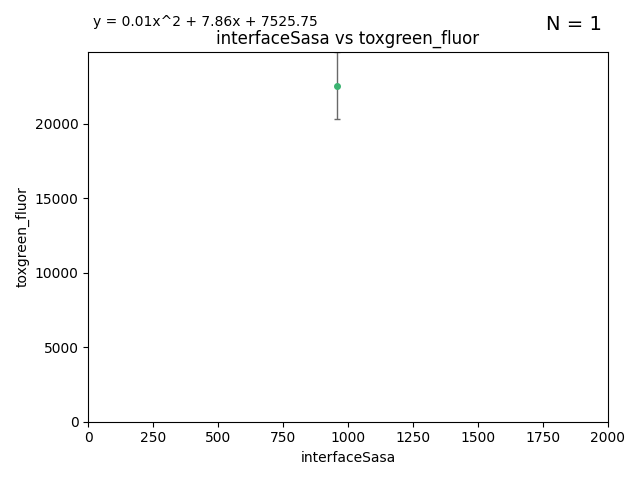 y = 0.01x^2 + 7.86x + 7525.75
N = 1
interfaceSasa vs toxgreen_fluor
toxgreen_fluor
20000
15000
10000
5000
0
0 250 500 750 1000 1250 1500 1750 2000
interfaceSasa